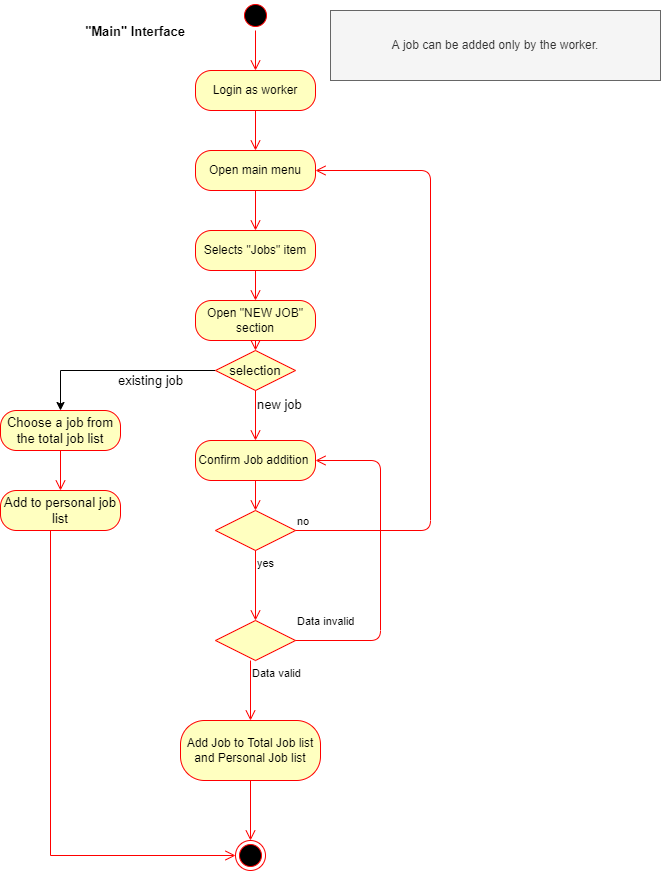 "Main" Interface
A job can be added only by the worker.
Login as worker
Open main menu
Selects "Jobs" item
Open "NEW JOB"
section
selection
existing job
new job
Choose a job from
the total job list
Confirm Job addition
Add to personal job
list
no
yes
Data invalid
Data valid
Add Job to Total Job list
and Personal Job list